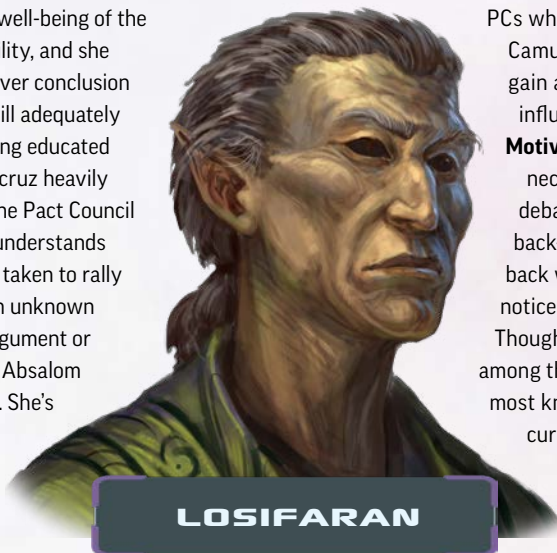 well-being of the
lity, and she
ver conclusion
ill adequately
ng educated
cruz heavily
he Pact Council
understands
taken to rally
n unknown
gument or
Absalom
. She's
PCs wh
Camu
gain a
influ
Motiv
nec
deba
back
back v
notice
Though
among th
most kn
cur
LOSIFARAN